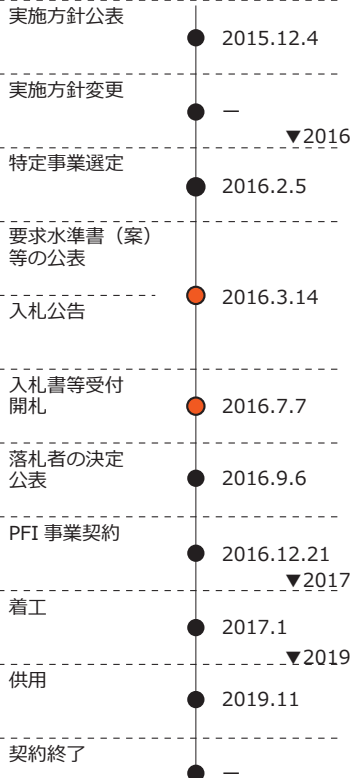 実施方針公表
2015.12.4
実施方針変更
—
▼2016
特定事業選定
2016.2.5
要求水準書（案）
等の公表
2016.3.14
入札公告
入札書等受付
開札
2016.7.7
落札者の決定
公表
2016.9.6
PFI 事業契約
2016.12.21
▼2017
着工
2017.1
▼2019
供用
2019.11
契約終了
—